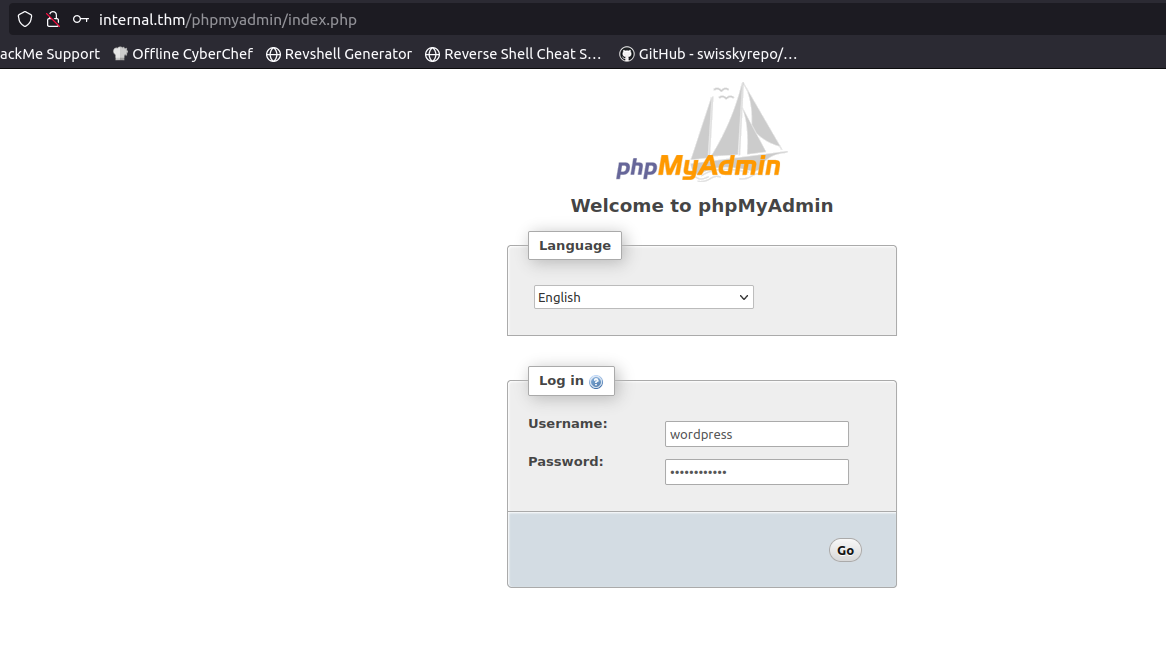 internal.thm/phpmyadmin/index.php
ackMe Support Offline CyberChef Revshell Generator Reverse Shell Cheat S... GitHub - swisskyrepo/...
phpMyAdmin
Welcome to phpMyAdmin
Language
English
Log in
Username:
wordpress
Password:
••••••••••••
Go